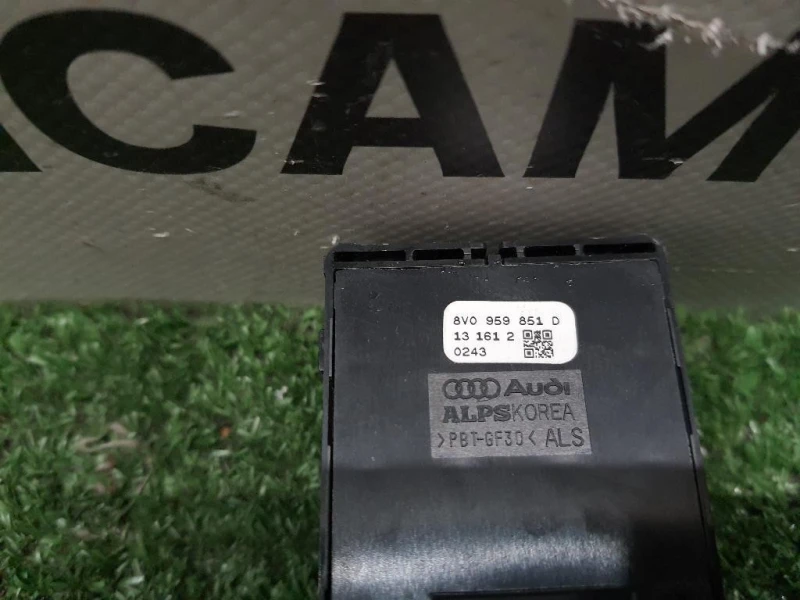 ACAM
8V0 959 851 D
13 161 2
0243
Audi
ALPSKOREA
>PBT-GF30< ALS